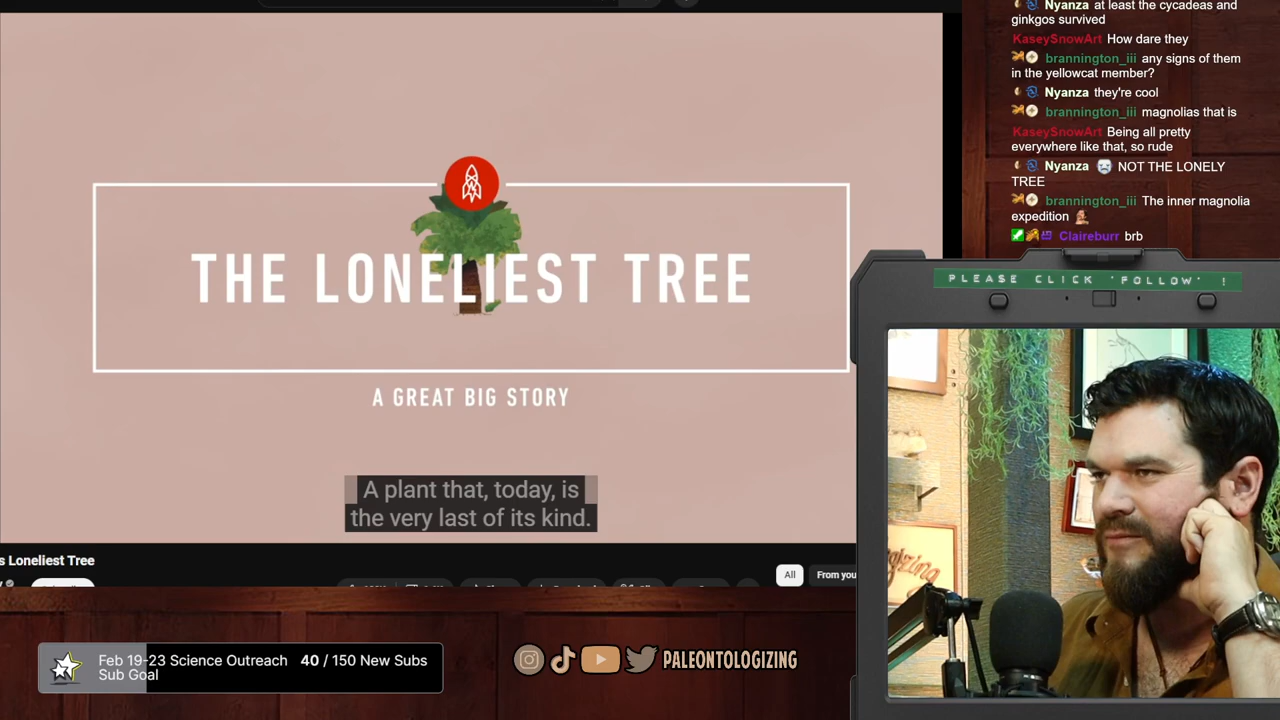 Nyanza at least the cycadeas and
ginkgos survived
KaseySnowArt How dare they
brannington_iii any signs of them
in the yellowcat member?
Nyanza they're cool
brannington_iii magnolias that is
KaseySnowArt Being all pretty
everywhere like that, so rude
Nyanza NOT THE LONELY
TREE
brannington_iii The inner magnolia
expedition
Claireburr brb
PLEASE CLICK 'FOLLOW' !
THE LONELIEST TREE
A GREAT BIG STORY
A plant that, today, is
the very last of its kind.
s Loneliest Tree
All
From you
Feb 19-23 Science Outreach 40 / 150 New Subs
Sub Goal
PALEONTOLOGIZING